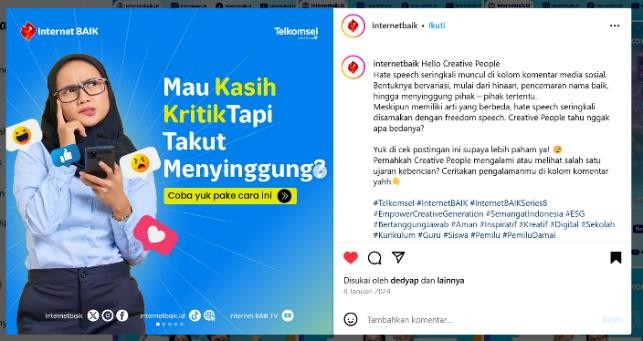 Internet BAIK
Telkomsel
Mau Kasih
Kritik Tapi
Takut
Menyinggung?
Coba yuk pake cara ini
internetbaik
internetbaik.id
Internet BAIK TV
internetbaik • Ikuti
internetbaik Hello Creative People
Hate speech seringkali muncul di kolom komentar media sosial.
Bentuknya bervariasi, mulai dari hinaan, pencemaran nama baik,
hingga menyinggung pihak – pihak tertentu.
Meskipun memiliki arti yang berbeda, hate speech seringkali
disamakan dengan freedom speech. Creative People tahu nggak
apa bedanya?
Yuk di cek postingan ini supaya lebih paham ya! 😉
Pernahkah Creative People mengalami atau melihat salah satu
ujaran kebencian? Ceritakan pengalamanmu di kolom komentar
yahh👇
#Telkomsel #InternetBAIK #InternetBAIKSeries8
#EmpowerCreativeGeneration #SemangatIndonesia #ESG
#BertanggungJawab #Aman #Inspiratif #Kreatif #Digital #Sekolah
#Kurikulum #Guru #Siswa #Pemilu #PemiluDamai
Disukai oleh dedyap dan lainnya
8 Januari 2024
Tambahkan komentar...
Kirim